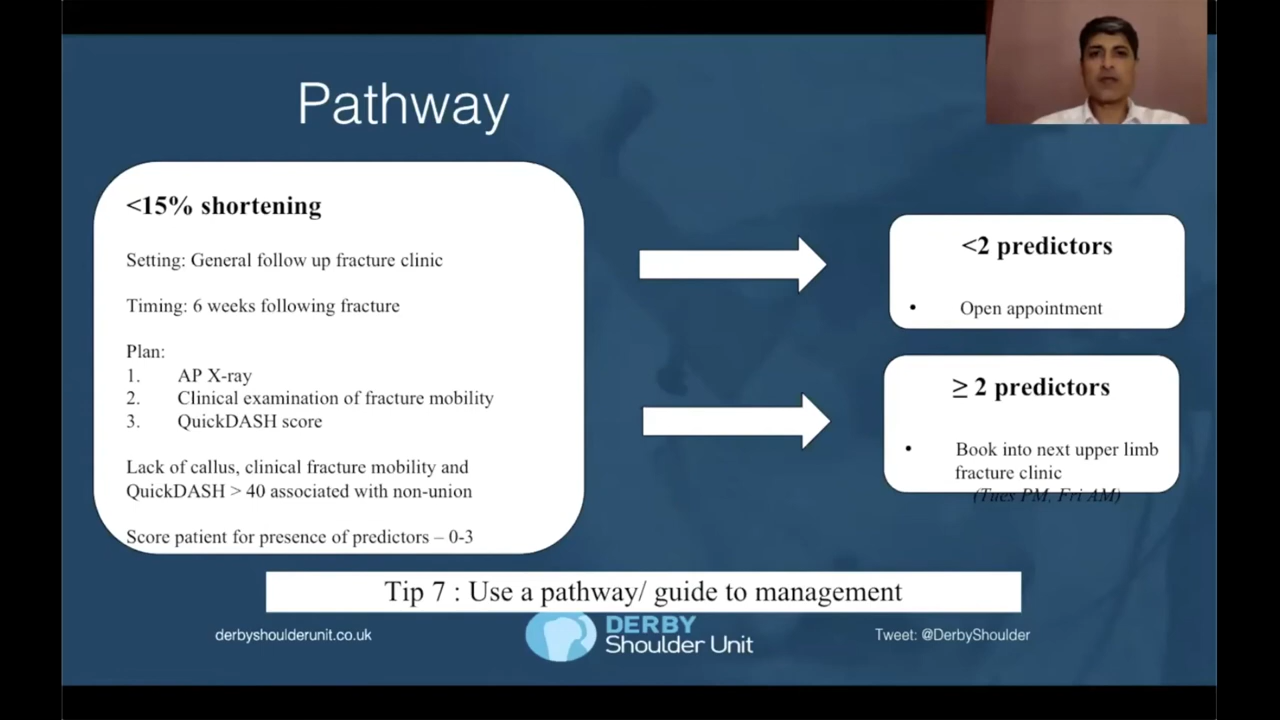 Pathway
<15% shortening
Setting: General follow up fracture clinic
Timing: 6 weeks following fracture
Plan:
1. AP X-ray
2. Clinical examination of fracture mobility
3. QuickDASH score
Lack of callus, clinical fracture mobility and
QuickDASH > 40 associated with non-union
Score patient for presence of predictors – 0-3
<2 predictors
• Open appointment
≥ 2 predictors
• Book into next upper limb
fracture clinic
(Tues PM, Fri AM)
Tip 7 : Use a pathway/ guide to management
derbyshoulderunit.co.uk
DERBY
Shoulder Unit
Tweet: @DerbyShoulder